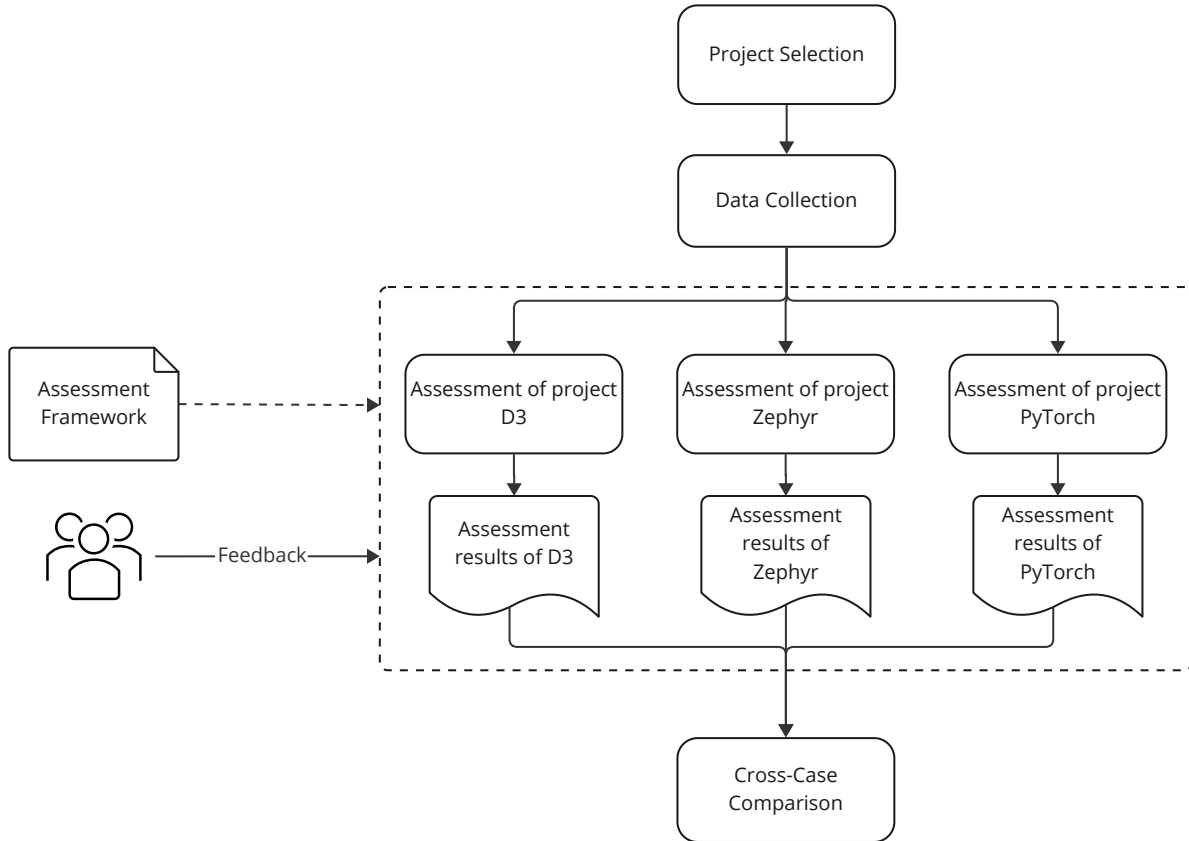 Project Selection
Data Collection
Assessment
Framework
Assessment of project
D3
Assessment of project
Zephyr
Assessment of project
PyTorch
Feedback
Assessment
results of D3
Assessment
results of
Zephyr
Assessment
results of
PyTorch
Cross-Case
Comparison